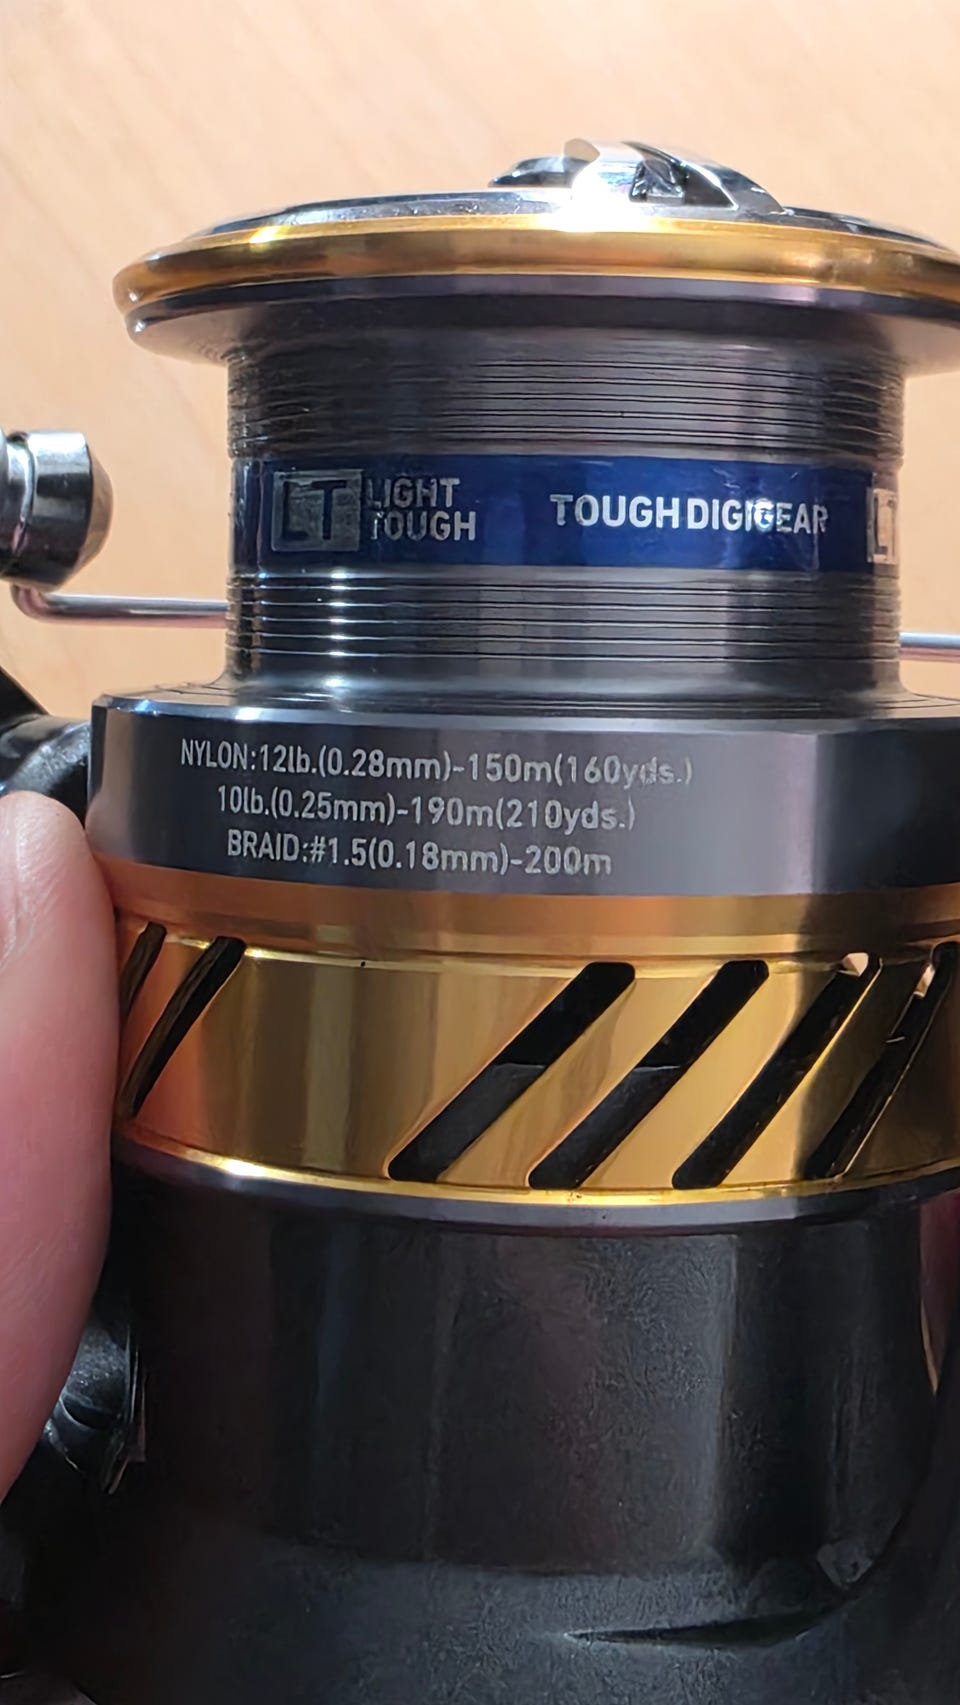 LT LIGHT TOUGH
TOUGH DIGIGEAR
LT
NYLON:12lb.(0.28mm)-150m(160yds.)
10lb.(0.25mm)-190m(210yds.)
BRAID:#1.5(0.18mm)-200m